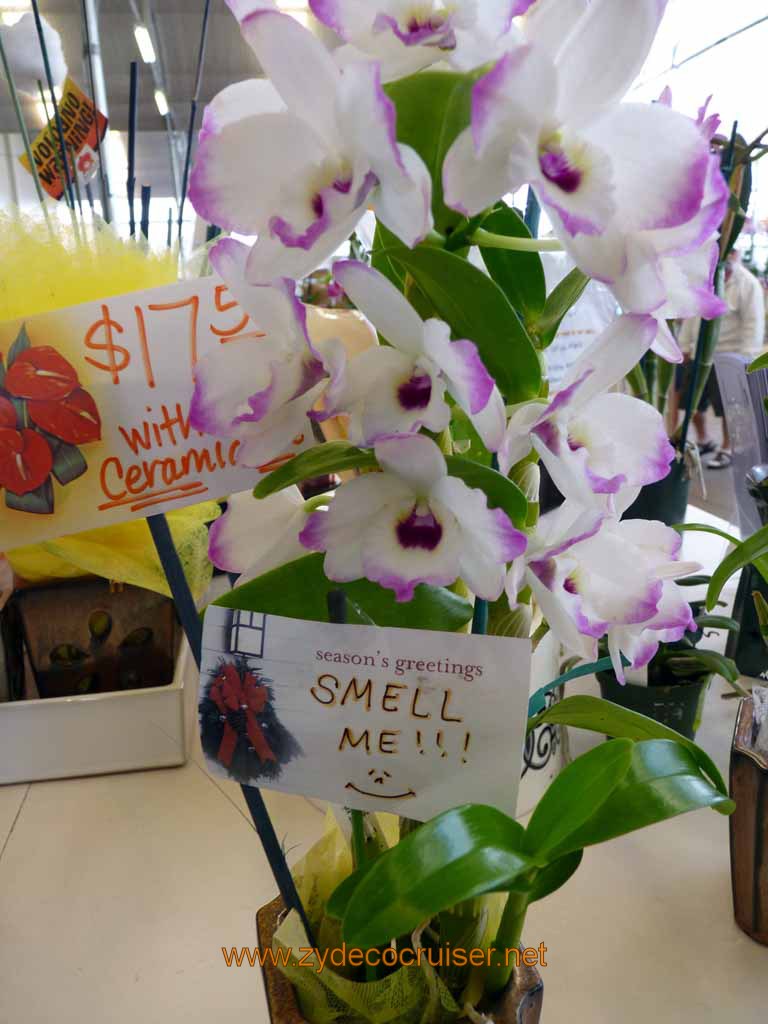 $175
with
Ceramic
season's greetings
SMELL
ME!!!
www.zydecocruiser.net